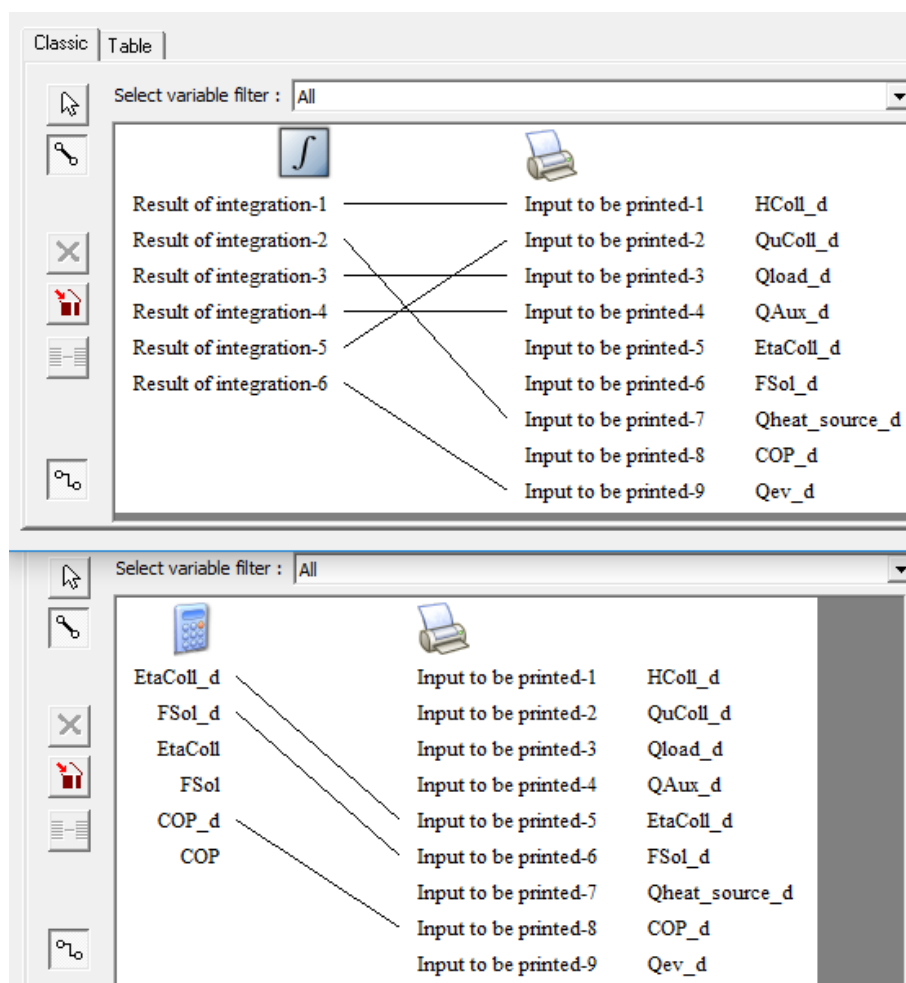 Classic Table
Select variable filter : All
∫
Result of integration-1 Input to be printed-1 HColl_d
Result of integration-2 Input to be printed-2 QuColl_d
Result of integration-3 Input to be printed-3 Qload_d
Result of integration-4 Input to be printed-4 QAux_d
Result of integration-5 Input to be printed-5 EtaColl_d
Result of integration-6 Input to be printed-6 FSol_d
Input to be printed-7 Qheat_source_d
Input to be printed-8 COP_d
Input to be printed-9 Qev_d
Select variable filter : All
EtaColl_d Input to be printed-1 HColl_d
FSol_d Input to be printed-2 QuColl_d
EtaColl Input to be printed-3 Qload_d
FSol Input to be printed-4 QAux_d
COP_d Input to be printed-5 EtaColl_d
COP Input to be printed-6 FSol_d
Input to be printed-7 Qheat_source_d
Input to be printed-8 COP_d
Input to be printed-9 Qev_d